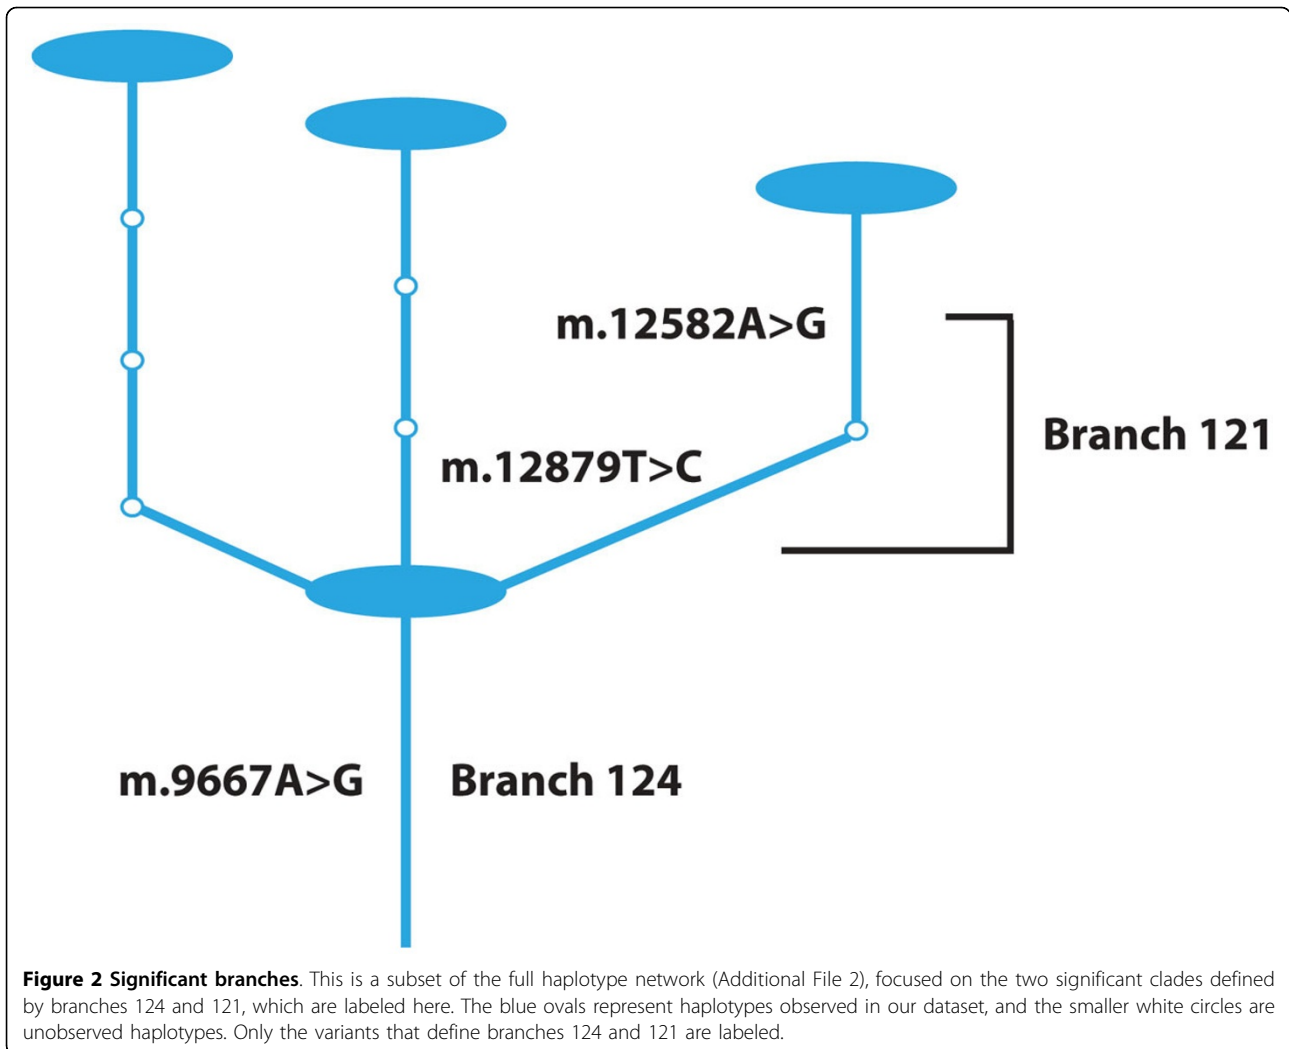 m.12582A>G
Branch 121
m.12879T>C
m.9667A>G
Branch 124
Figure 2 Significant branches. This is a subset of the full haplotype network (Additional File 2), focused on the two significant clades defined
by branches 124 and 121, which are labeled here. The blue ovals represent haplotypes observed in our dataset, and the smaller white circles are
unobserved haplotypes. Only the variants that define branches 124 and 121 are labeled.